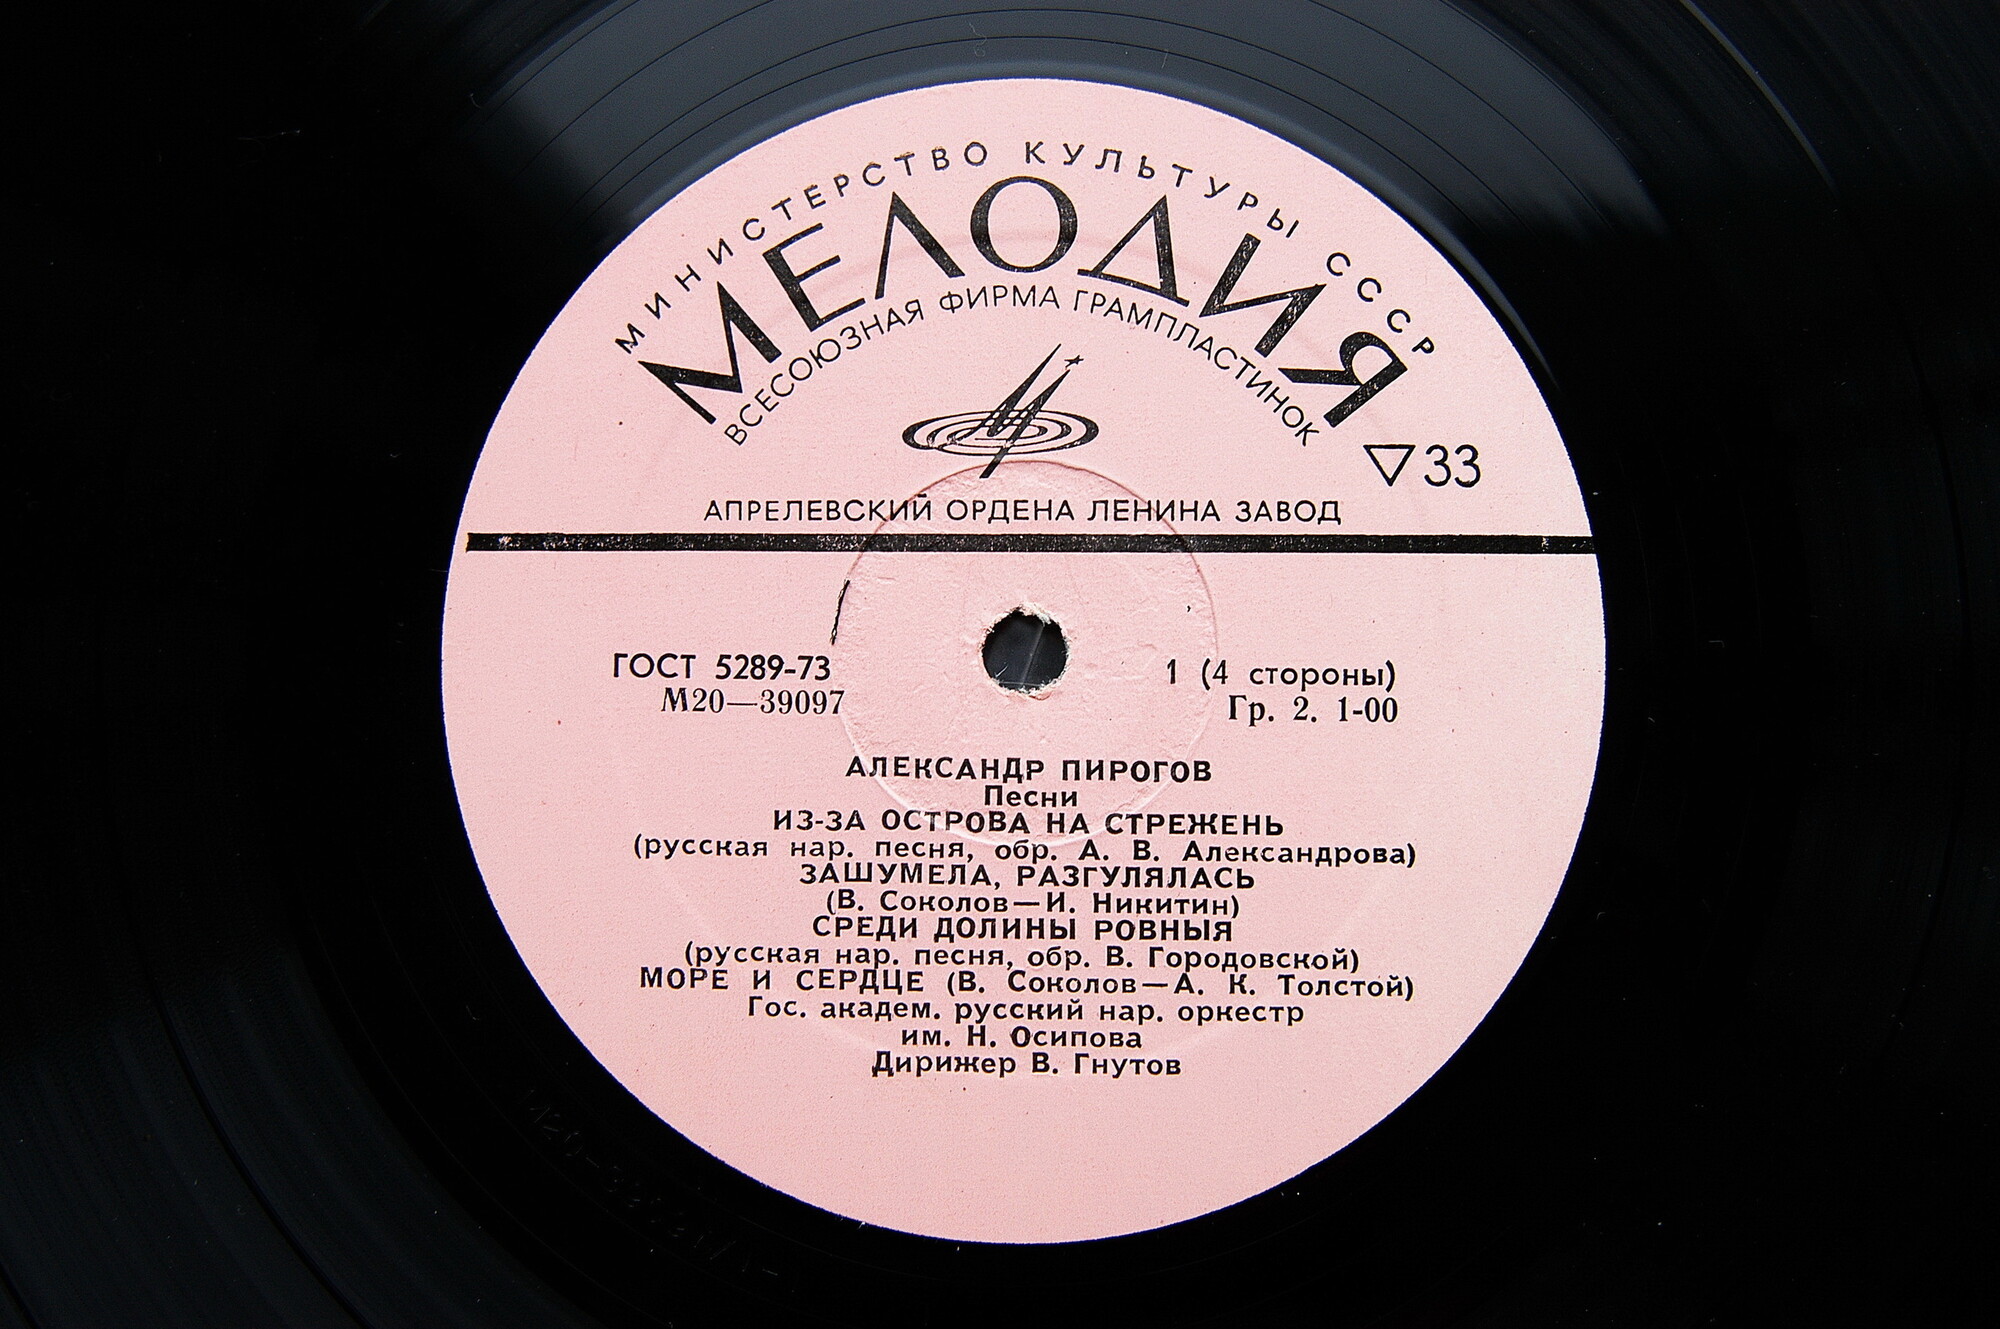 МИНИСТЕРСТВО КУЛЬТУРЫ СССР
МЕЛОДИЯ
ВСЕСОЮЗНАЯ ФИРМА ГРАМПЛАСТИНОК
▽33
АПРЕЛЕВСКИЙ ОРДЕНА ЛЕНИНА ЗАВОД
ГОСТ 5289-73
М20—39097
1 (4 стороны)
Гр. 2. 1-00
АЛЕКСАНДР ПИРОГОВ
Песни
ИЗ-ЗА ОСТРОВА НА СТРЕЖЕНЬ
(русская нар. песня, обр. А. В. Александрова)
ЗАШУМЕЛА, РАЗГУЛЯЛАСЬ
(В. Соколов—И. Никитин)
СРЕДИ ДОЛИНЫ РОВНЫЯ
(русская нар. песня, обр. В. Городовской)
МОРЕ И СЕРДЦЕ (В. Соколов—А. К. Толстой)
Гос. академ. русский нар. оркестр
им. Н. Осипова
Дирижер В. Гнутов